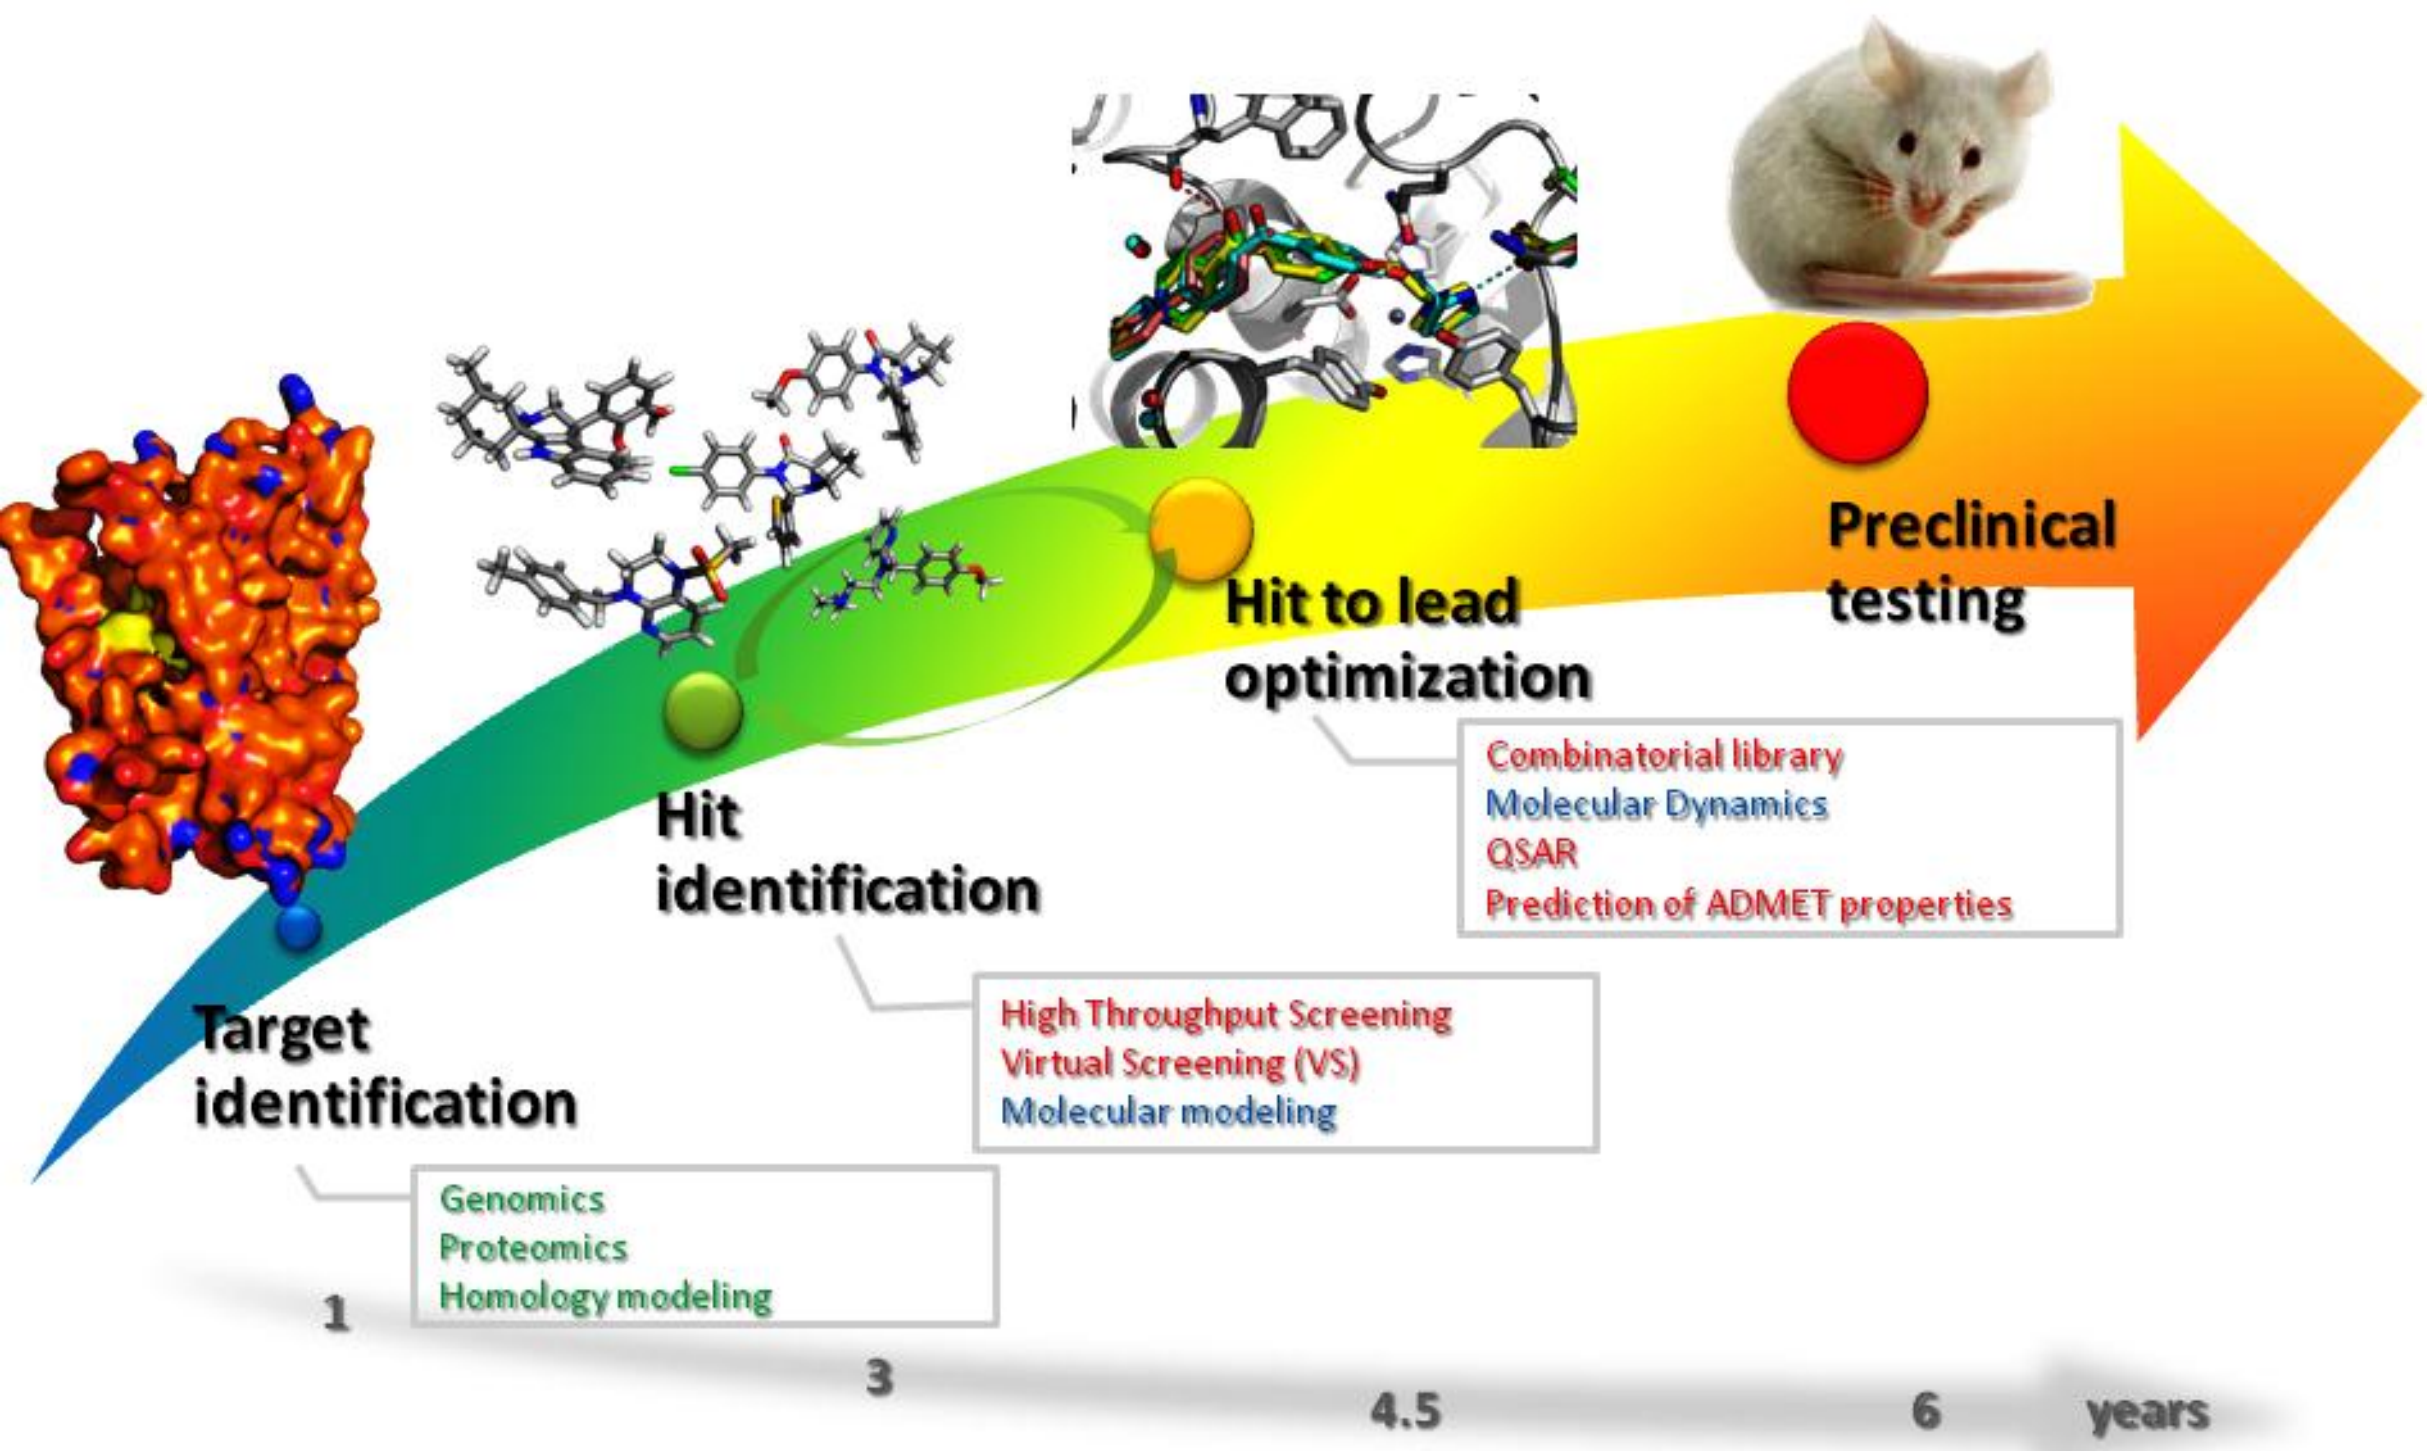 Target
identification
Genomics
Proteomics
Homology modeling
Hit
identification
High Throughput Screening
Virtual Screening (VS)
Molecular modeling
Hit to lead
optimization
Combinatorial library
Molecular Dynamics
QSAR
Prediction of ADMET properties
Preclinical
testing
1
3
4.5
6
years